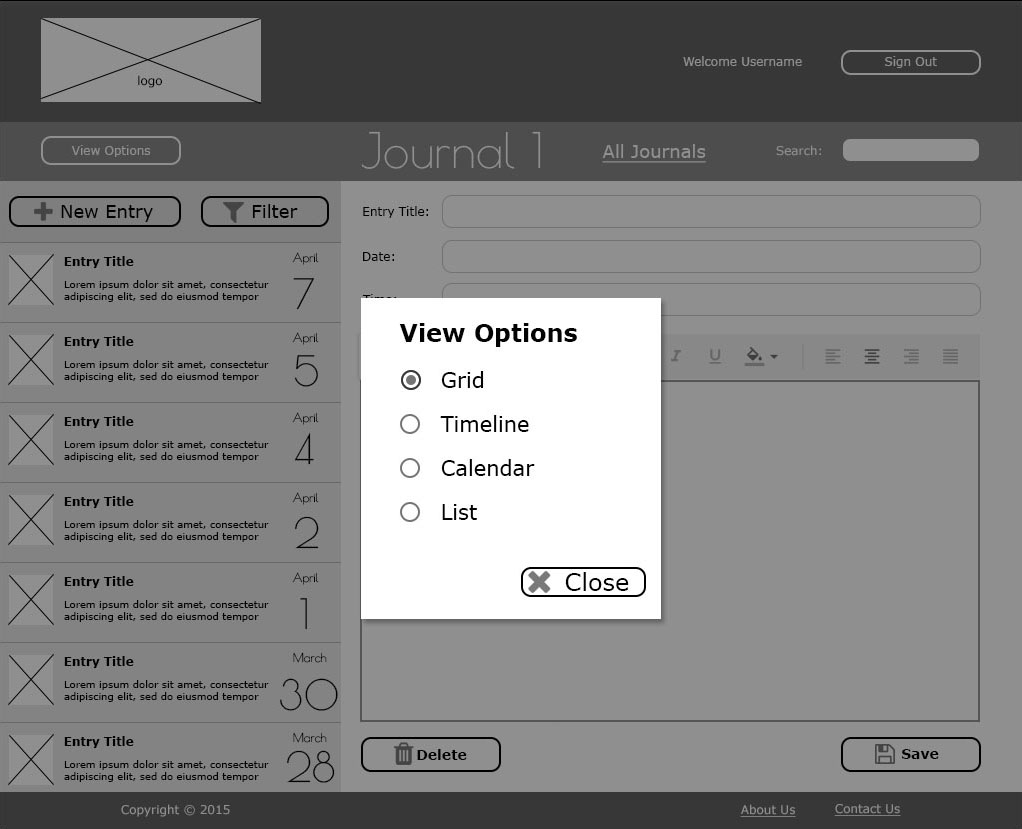 logo
Welcome Username
Sign Out
View Options
Journal 1
All Journals
Search:
New Entry
Filter
Entry Title
Lorem ipsum dolor sit amet, consectetur
adipiscing elit, sed do eiusmod tempor
April
7
Entry Title
Lorem ipsum dolor sit amet, consectetur
adipiscing elit, sed do eiusmod tempor
April
5
Entry Title
Lorem ipsum dolor sit amet, consectetur
adipiscing elit, sed do eiusmod tempor
April
4
Entry Title
Lorem ipsum dolor sit amet, consectetur
adipiscing elit, sed do eiusmod tempor
April
2
Entry Title
Lorem ipsum dolor sit amet, consectetur
adipiscing elit, sed do eiusmod tempor
April
1
Entry Title
Lorem ipsum dolor sit amet, consectetur
adipiscing elit, sed do eiusmod tempor
March
30
Entry Title
Lorem ipsum dolor sit amet, consectetur
adipiscing elit, sed do eiusmod tempor
March
28
Entry Title:
Date:
Time:
I
U
View Options
Grid
Timeline
Calendar
List
Close
Delete
Save
Copyright © 2015
About Us
Contact Us